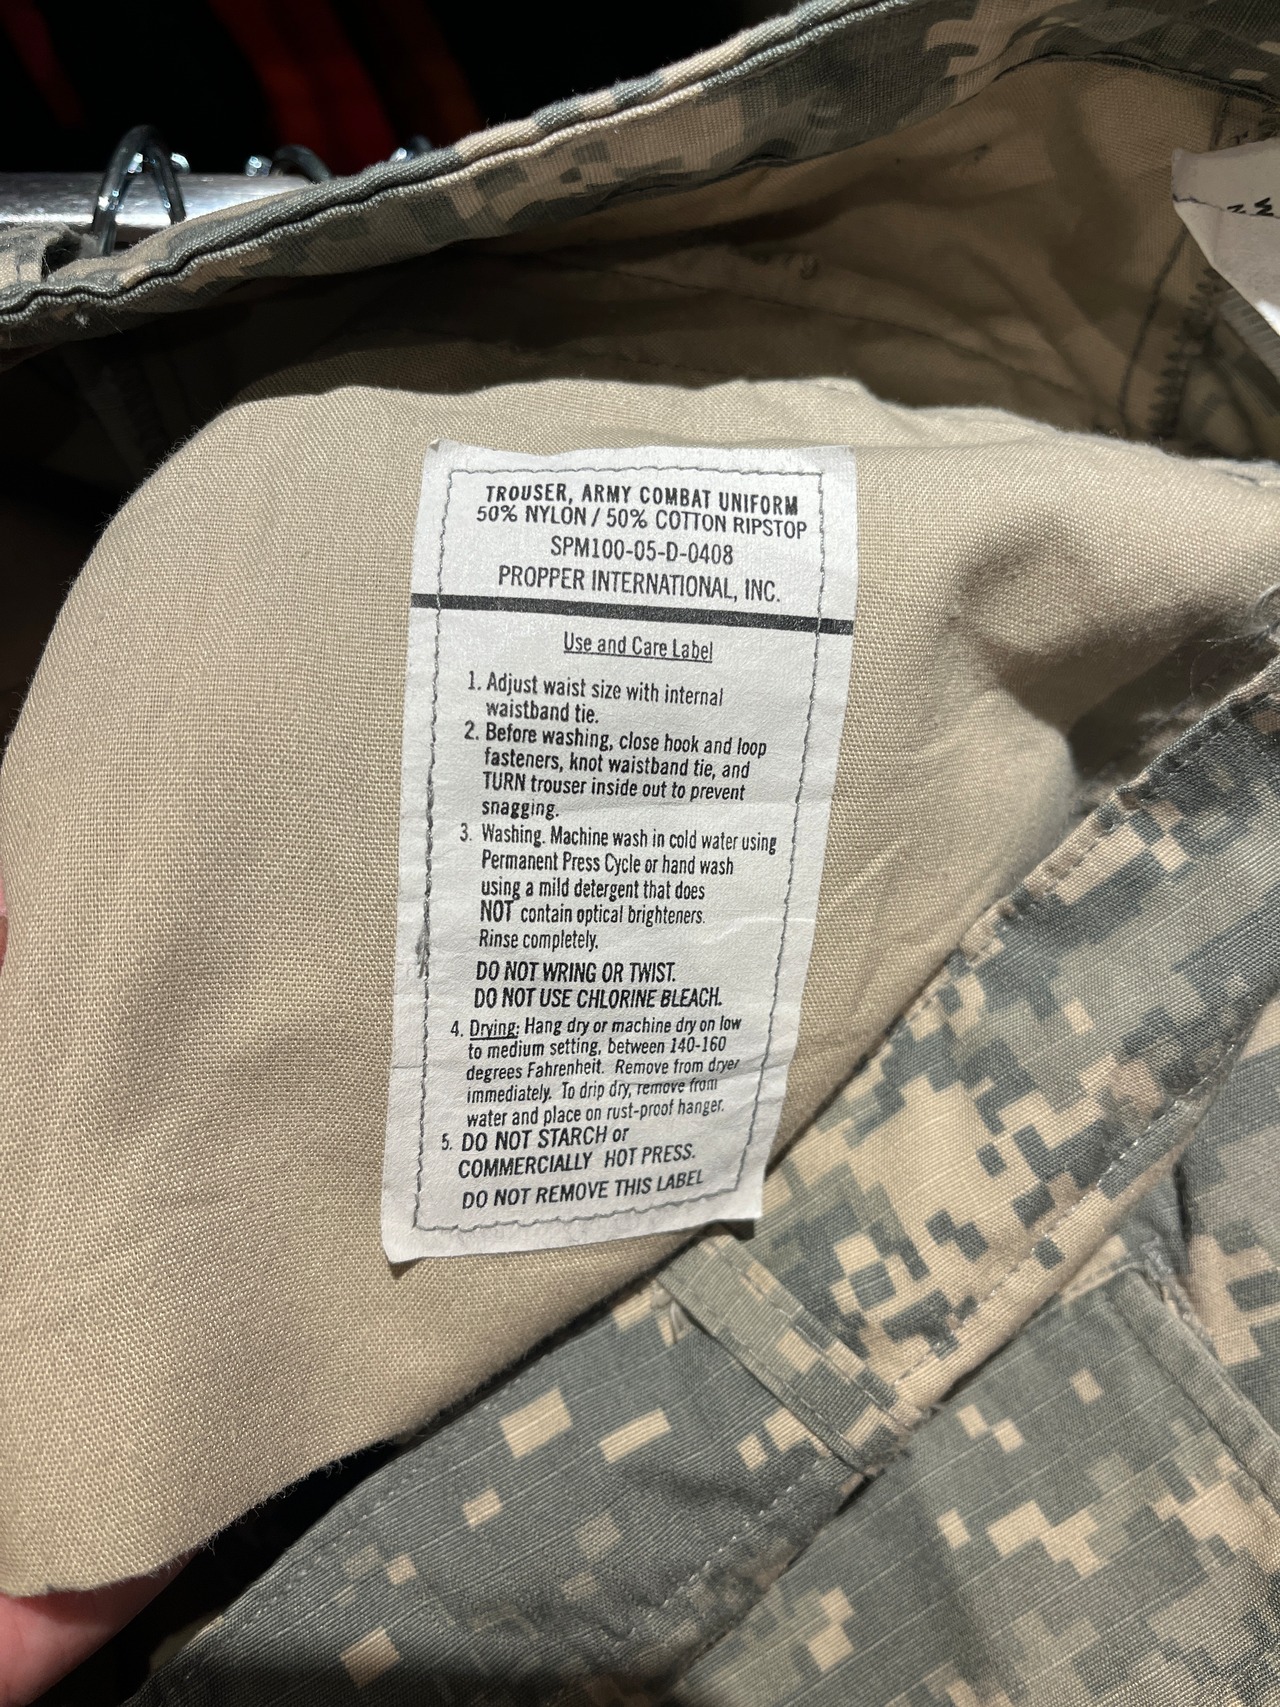 TROUSER, ARMY COMBAT UNIFORM
50% NYLON / 50% COTTON RIPSTOP
SPM100-05-D-0408
PROPPER INTERNATIONAL, INC.
Use and Care Label
1. Adjust waist size with internal
waistband tie.
2. Before washing, close hook and loop
fasteners, knot waistband tie, and
TURN trouser inside out to prevent
snagging.
3. Washing. Machine wash in cold water using
Permanent Press Cycle or hand wash
using a mild detergent that does
NOT contain optical brighteners.
Rinse completely.
DO NOT WRING OR TWIST.
DO NOT USE CHLORINE BLEACH.
4. Drying: Hang dry or machine dry on low
to medium setting, between 140-160
degrees Fahrenheit. Remove from dryer
immediately. To drip dry, remove from
water and place on rust-proof hanger.
5. DO NOT STARCH or
COMMERCIALLY HOT PRESS.
DO NOT REMOVE THIS LABEL